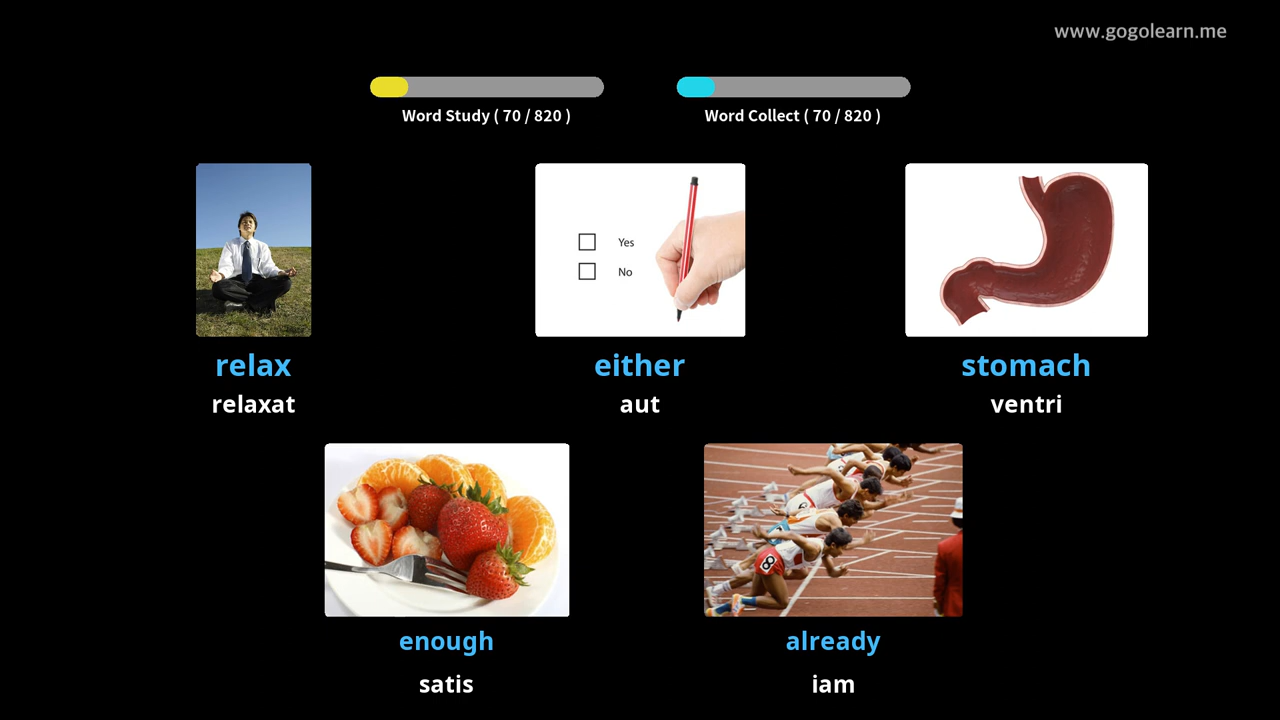 www.gogolearn.me
Word Study ( 70 / 820 )
Word Collect ( 70 / 820 )
Yes
No
relax
relaxat
either
aut
stomach
ventri
8
enough
satis
already
iam